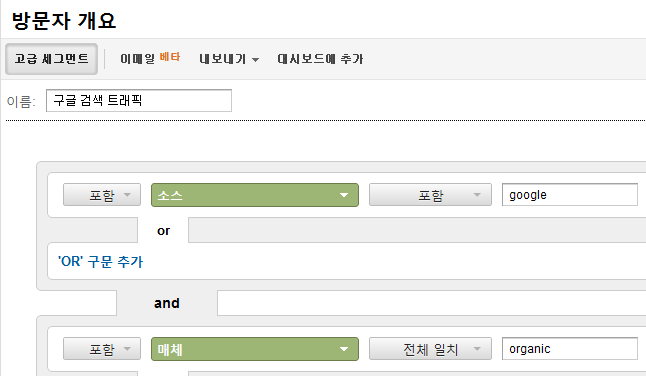 방문자 개요
고급 세그먼트 이메일 베타 내보내기 대시보드에 추가
이름: 구글 검색 트래픽
포함 소스 포함 google
or
'OR' 구문 추가
and
포함 매체 전체 일치 organic